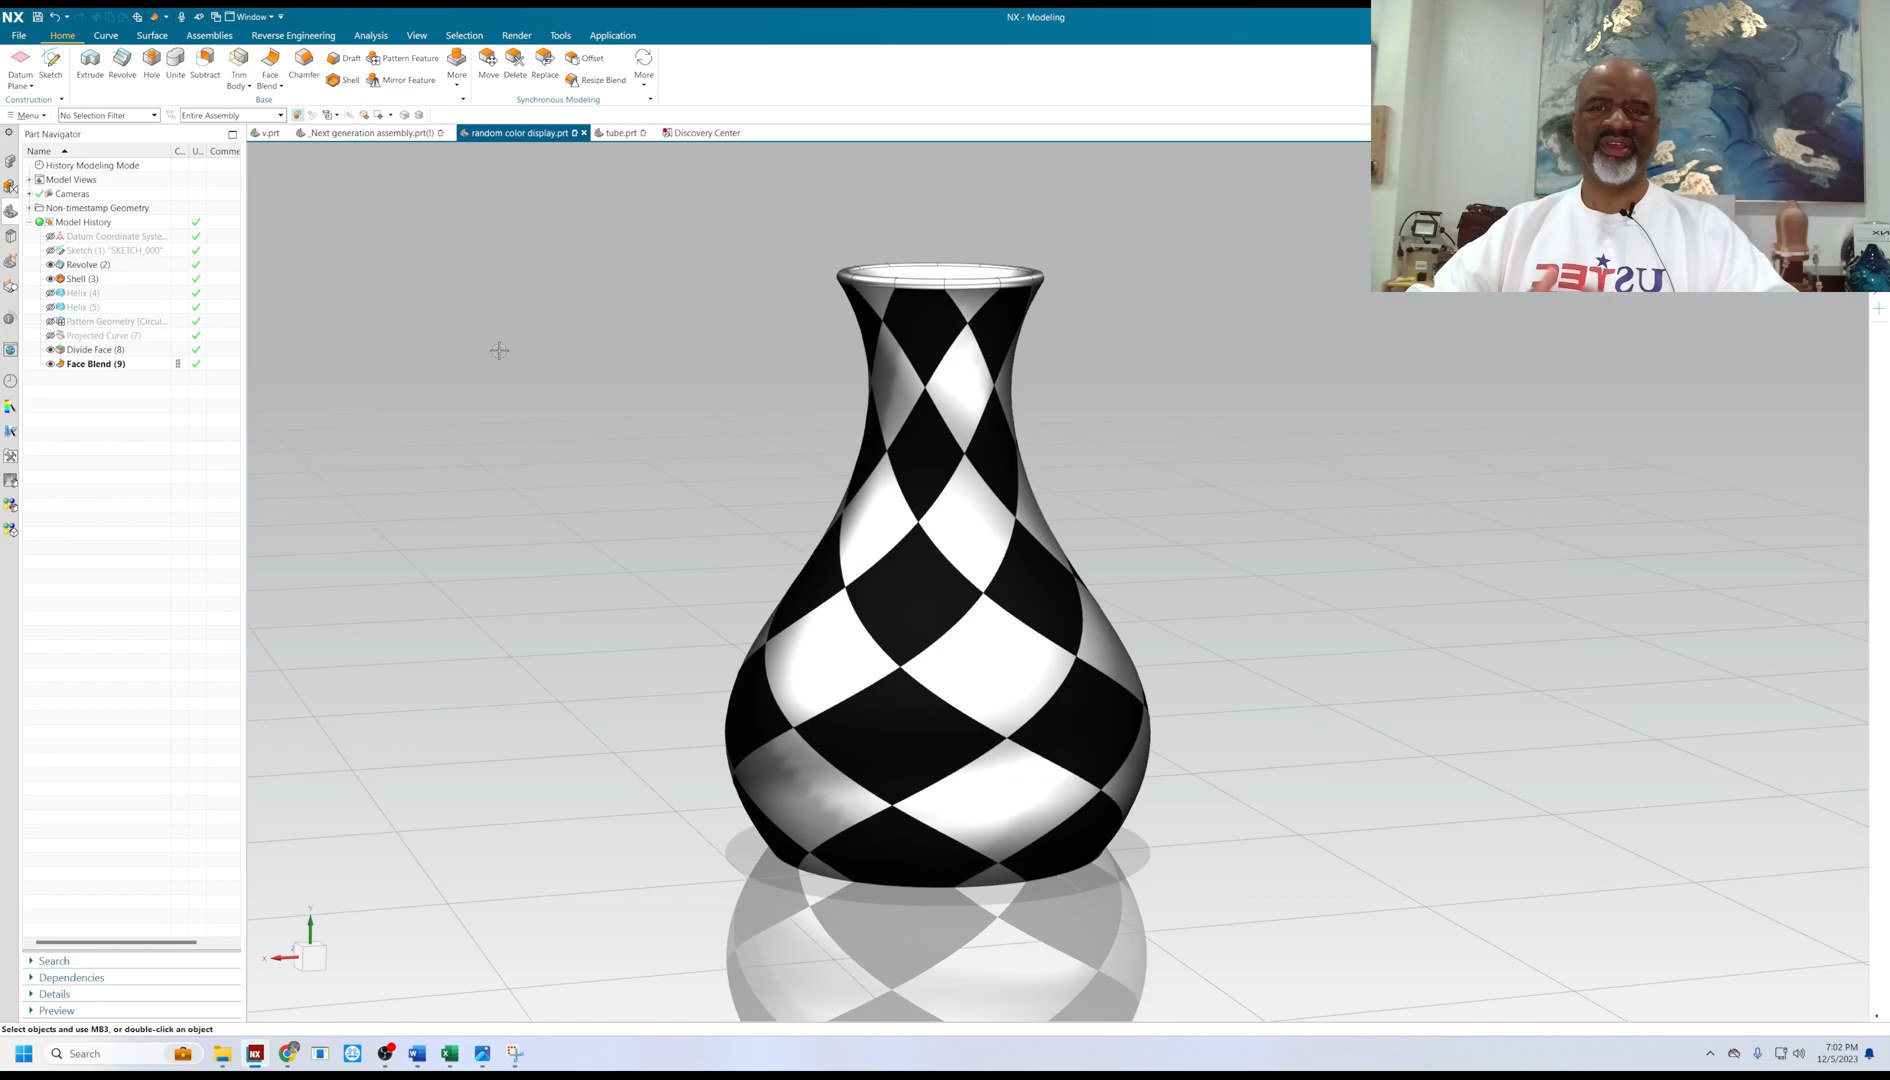 NX Window NX - Modeling
File Home Curve Surface Assemblies Reverse Engineering Analysis View Selection Render Tools Application
Datum Plane Sketch Extrude Revolve Hole Unite Subtract Trim Body Face Blend Chamfer Draft Shell Pattern Feature Mirror Feature More Move Delete Replace Offset Resize Blend More
Construction Base Synchronous Modeling
Menu No Selection Filter Entire Assembly
Part Navigator v.prt _Next generation assembly.prt(!) random color display.prt tube.prt Discovery Center
Name C... U... Comme
History Modeling Mode
Model Views
Cameras
Non-timestamp Geometry
Model History
Datum Coordinate Syste...
Sketch (1) "SKETCH_000"
Revolve (2)
Shell (3)
Helix (4)
Helix (5)
Pattern Geometry [Circul...
Projected Curve (7)
Divide Face (8)
Face Blend (9)
USTEC
NX
Y
Z
X
Search
Dependencies
Details
Preview
Select objects and use MB3, or double-click an object
Search
NX
7:02 PM
12/5/2023